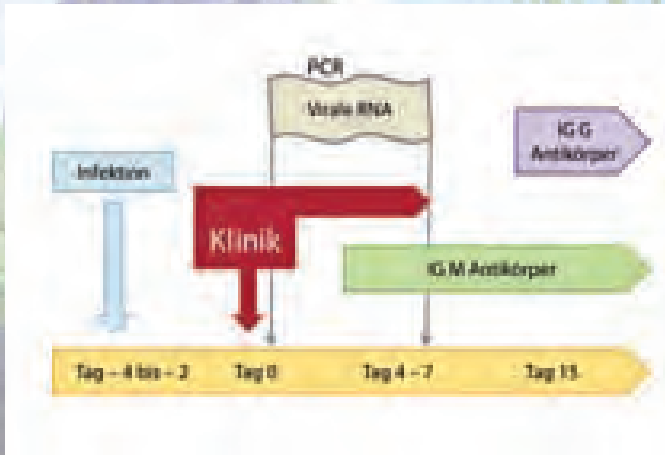 PCR
Virale RNA
IG G
Antikörper
Infektion
Klinik
IG M Antikörper
Tag – 4 bis – 2
Tag 0
Tag 4 – 7
Tag 15